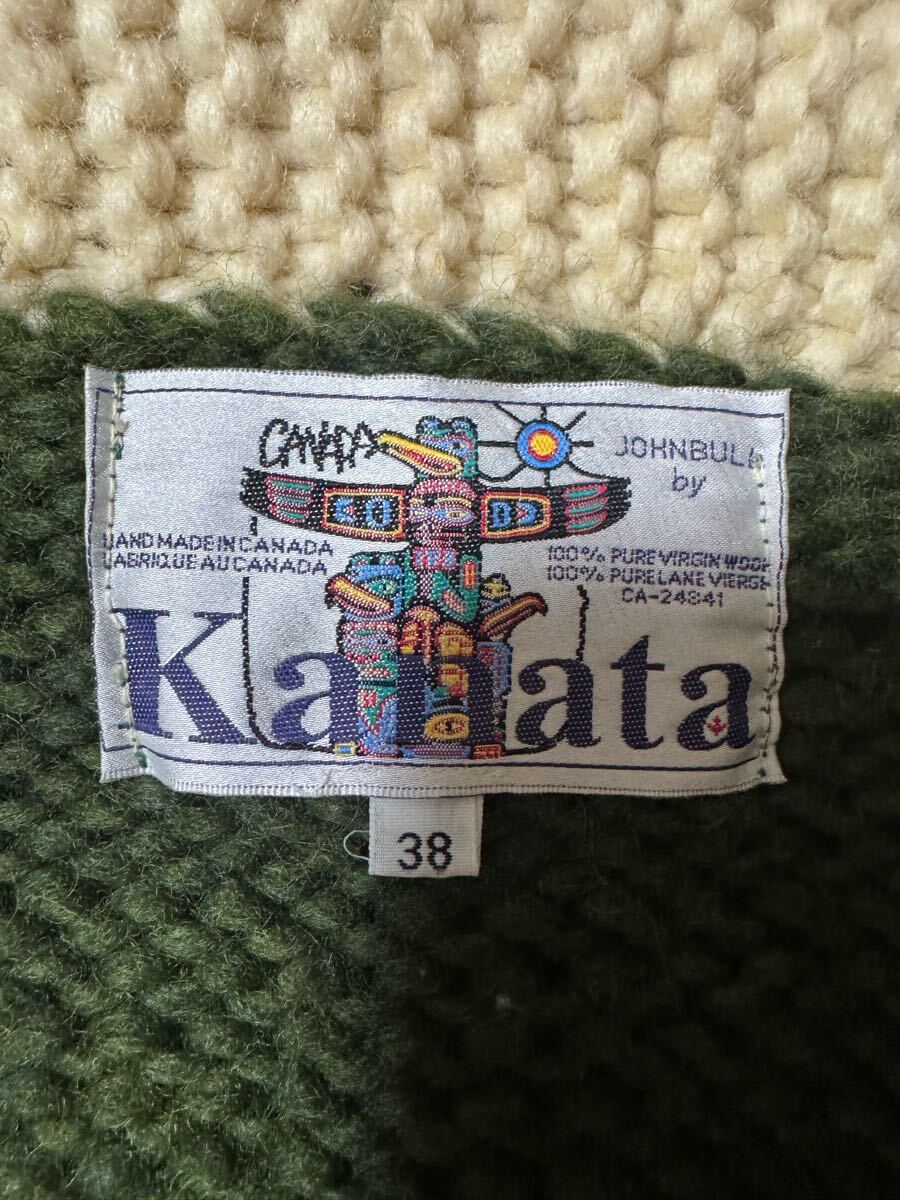 CANADA
JOHNBULL
by
HAND MADE IN CANADA
FABRIQUE AU CANADA
100% PURE VIRGIN WOOL
100% PURE LANE VIERGE
CA-24841
Kanata
38